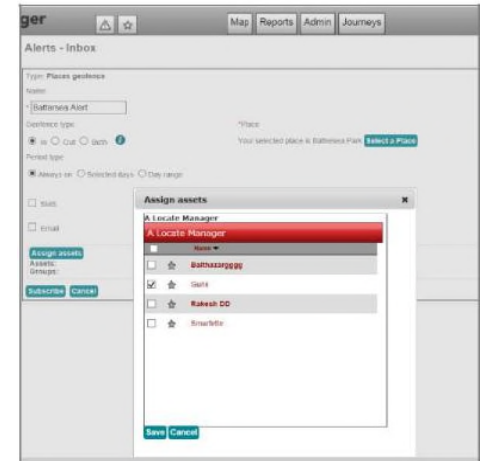 ger
Map Reports Admin Journeys
Alerts - Inbox
Type: Places geofence
Name:
* Battersea Alert
Geofence type:
In Out Both
*Place
Your selected place is Battersea Park Select a Place
Period type:
Always on Selected days Day range
Email
Assign assets
Assets:
Groups:
Subscribe Cancel
Assign assets
A Locate Manager
A Locate Manager
Name
Balthazargggg
Rakesh DD
Smartette
Save Cancel